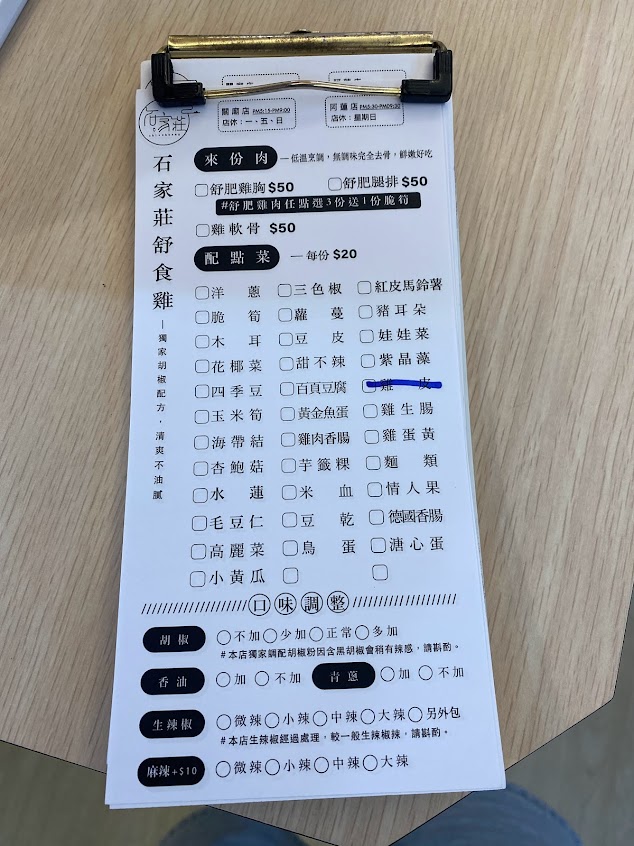 石家莊
關廟店 PM5:15-PM9:00
店休：一、五、日
阿蓮店 PM5:30-PM09:30
店休：星期日
石家莊舒食雞
—獨家胡椒配方，清爽不油膩
來份肉 —低溫烹調，無調味完全去骨，鮮嫩好吃
舒肥雞胸$50 舒肥腿排$50
#舒肥雞肉任點選3份送1份脆筍
雞軟骨 $50
配點菜 —每份 $20
洋蔥 三色椒 紅皮馬鈴薯
脆筍 蘿蔓 豬耳朵
木耳 豆皮 娃娃菜
花椰菜 甜不辣 紫晶藻
四季豆 百頁豆腐 雞皮
玉米筍 黃金魚蛋 雞生腸
海帶結 雞肉香腸 雞蛋黃
杏鮑菇 芋籤粿 麵類
水蓮 米血 情人果
毛豆仁 豆乾 德國香腸
高麗菜 鳥蛋 溏心蛋
小黃瓜
口味調整
胡椒 不加 少加 正常 多加
#本店獨家調配胡椒粉因含黑胡椒會稍有辣感，請斟酌。
香油 加 不加 青蔥 加 不加
生辣椒 微辣 小辣 中辣 大辣 另外包
#本店生辣椒經過處理，較一般生辣椒辣，請斟酌。
麻辣+$10 微辣 小辣 中辣 大辣